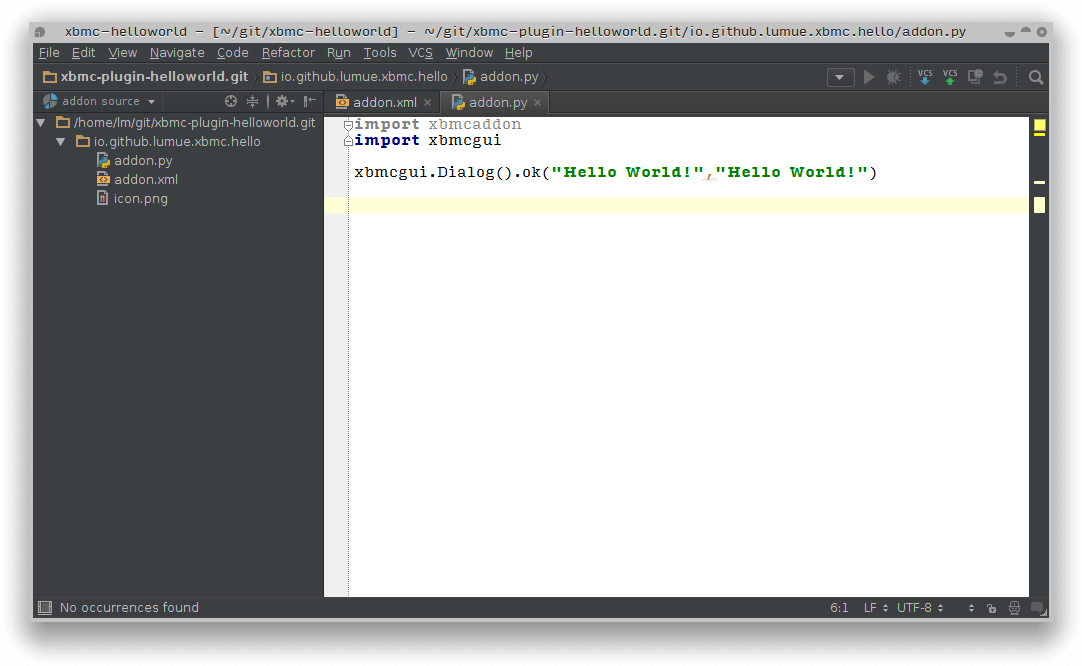 xbmc-helloworld - [~/git/xbmc-helloworld] - ~/git/xbmc-plugin-helloworld.git/io.github.lumue.xbmc.hello/addon.py
File Edit View Navigate Code Refactor Run Tools VCS Window Help
xbmc-plugin-helloworld.git io.github.lumue.xbmc.hello addon.py VCS VCS
addon source addon.xml addon.py
/home/lm/git/xbmc-plugin-helloworld.git
io.github.lumue.xbmc.hello
addon.py
addon.xml
icon.png
import xbmcaddon
import xbmcgui
xbmcgui.Dialog().ok("Hello World!","Hello World!")
No occurrences found 6:1 LF UTF-8